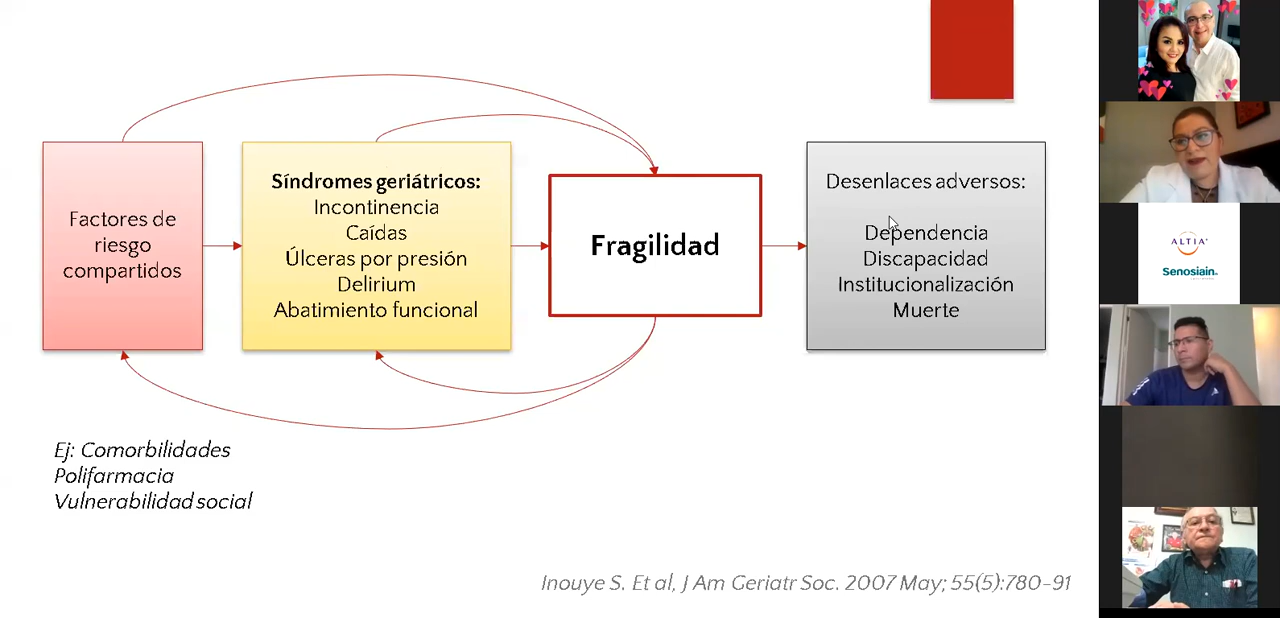 Factores de
riesgo
compartidos
Síndromes geriátricos:
Incontinencia
Caídas
Úlceras por presión
Delirium
Abatimiento funcional
Fragilidad
Desenlaces adversos:
Dependencia
Discapacidad
Institucionalización
Muerte
Ej: Comorbilidades
Polifarmacia
Vulnerabilidad social
Inouye S. Et al, J Am Geriatr Soc. 2007 May; 55(5):780-91
ALTIA
Senosiain